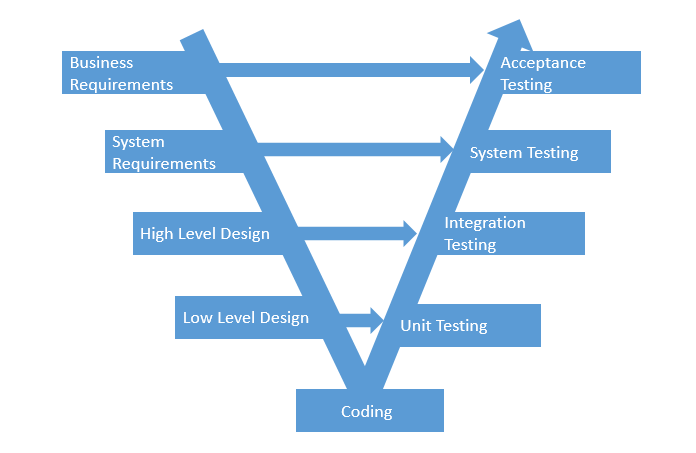 Business
Requirements
Acceptance
Testing
System
Requirements
System Testing
High Level Design
Integration
Testing
Low Level Design
Unit Testing
Coding